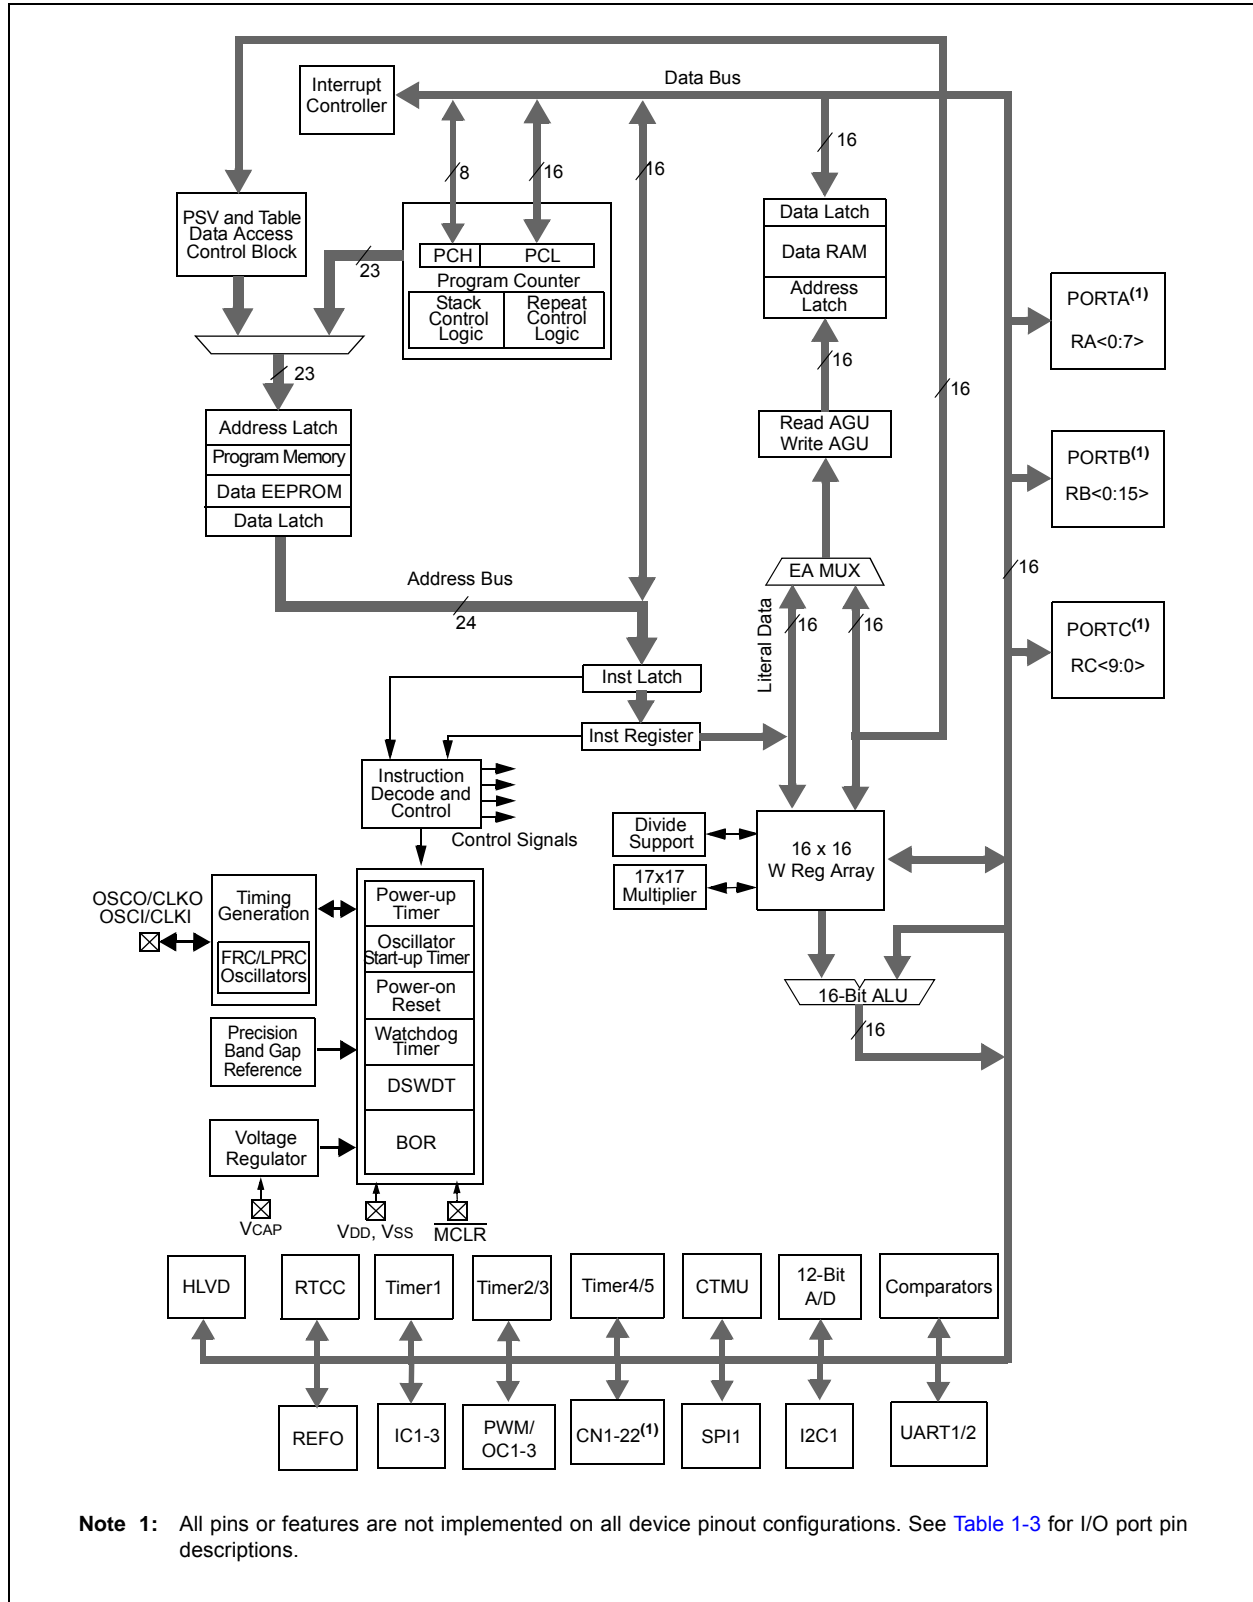 Data Bus
Interrupt
Controller
16
8
16
16
PSV and Table
Data Access
Control Block
23
PCH
PCL
Program Counter
Stack
Control
Logic
Repeat
Control
Logic
Data Latch
Data RAM
Address
Latch
PORTA(1)
RA<0:7>
23
16
16
Address Latch
Program Memory
Data EEPROM
Data Latch
Read AGU
Write AGU
PORTB(1)
RB<0:15>
Address Bus
24
EA MUX
16
Literal Data
16
16
PORTC(1)
RC<9:0>
Inst Latch
Inst Register
Instruction
Decode and
Control
Control Signals
Divide
Support
17x17
Multiplier
16 x 16
W Reg Array
OSCO/CLKO
OSCI/CLKI
Timing
Generation
FRC/LPRC
Oscillators
Power-up
Timer
Oscillator
Start-up Timer
Power-on
Reset
Watchdog
Timer
DSWDT
BOR
16-Bit ALU
16
Precision
Band Gap
Reference
Voltage
Regulator
VCAP
VDD, VSS
MCLR
HLVD
RTCC
Timer1
Timer2/3
Timer4/5
CTMU
12-Bit
A/D
Comparators
REFO
IC1-3
PWM/
OC1-3
CN1-22(1)
SPI1
I2C1
UART1/2
Note 1: All pins or features are not implemented on all device pinout configurations. See Table 1-3 for I/O port pin
descriptions.